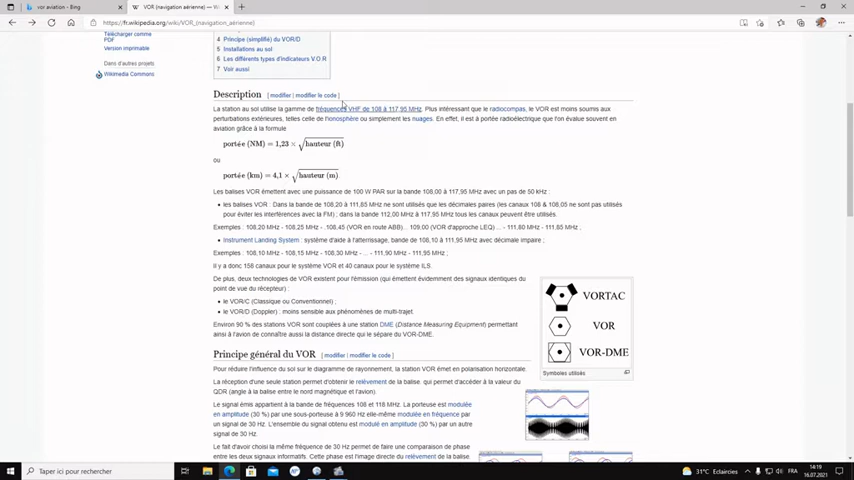 vor aviation - Bing
VOR (navigation aérienne) —
https://fr.wikipedia.org/wiki/VOR_(navigation_aérienne)
Télécharger comme
PDF
Version imprimable
Dans d'autres projets
Wikimedia Commons
4 Principe (simplifié) du VOR/D
5 Installations au sol
6 Les différents types d'indicateurs V.O.R
7 Voir aussi
Description [ modifier | modifier le code ]
La station au sol utilise la gamme de fréquences VHF de 108 à 117,95 MHz. Plus intéressant que le radiocompas, le VOR est moins soumis aux
perturbations extérieures, telles celle de l'ionosphère ou simplement les nuages. En effet, il est à portée radioélectrique que l'on évalue souvent en
aviation grâce à la formule
portée (NM) = 1,23 × √hauteur (ft)
ou
portée (km) = 4,1 × √hauteur (m)
Les balises VOR émettent avec une puissance de 100 W PAR sur la bande 108,00 à 117,95 MHz avec un pas de 50 kHz :
• les balises VOR : Dans la bande de 108,20 à 111,85 MHz ne sont utilisées que les décimales paires (les canaux 108 & 108,05 ne sont pas utilisés
pour éviter les interférences avec la FM) ; dans la bande 112,00 MHz à 117,95 MHz tous les canaux peuvent être utilisés.
Exemples : 108,20 MHz - 108,25 MHz - .108,45 (VOR en route ABB)... 109.00 (VOR d'approche LEQ) ... - 111,80 MHz - 111,85 MHz ;
• Instrument Landing System : système d'aide à l'atterrissage, bande de 108,10 à 111,95 MHz avec décimale impaire ;
Exemples : 108,10 MHz - 108,15 MHz - 108,30 MHz - ... - 111,90 MHz - 111,95 MHz ;
Il y a donc 158 canaux pour le système VOR et 40 canaux pour le système ILS.
De plus, deux technologies de VOR existent pour l'émission (qui émettent évidemment des signaux identiques du
point de vue du récepteur) :
• le VOR/C (Classique ou Conventionnel) ;
• le VOR/D (Doppler) : moins sensible aux phénomènes de multi-trajet
Environ 90 % des stations VOR sont couplées à une station DME (Distance Measuring Equipment) permettant
ainsi à l'avion de connaître aussi la distance directe qui le sépare du VOR-DME.
VORTAC
VOR
VOR-DME
Symboles utilisés
Principe général du VOR [ modifier | modifier le code ]
Pour réduire l'influence du sol sur le diagramme de rayonnement, la station VOR émet en polarisation horizontale.
La réception d'une seule station permet d'obtenir le relèvement de la balise, qui permet d'accéder à la valeur du
QDR (angle à la balise entre le nord magnétique et l'avion).
Le signal émis appartient à la bande de fréquences 108 et 118 MHz. La porteuse est modulée
en amplitude (30 %) par une sous-porteuse à 9 960 Hz elle-même modulée en fréquence par
un signal de 30 Hz. L'ensemble du signal obtenu est modulé en amplitude (30 %) par un autre
signal de 30 Hz.
Le fait d'avoir choisi la même fréquence de 30 Hz permet de faire une comparaison de phase
entre les deux signaux informatifs. Cette phase est l'image directe du relèvement de la balise
Taper ici pour rechercher
31°C Eclaircies
FRA
14:19
16.07.2021